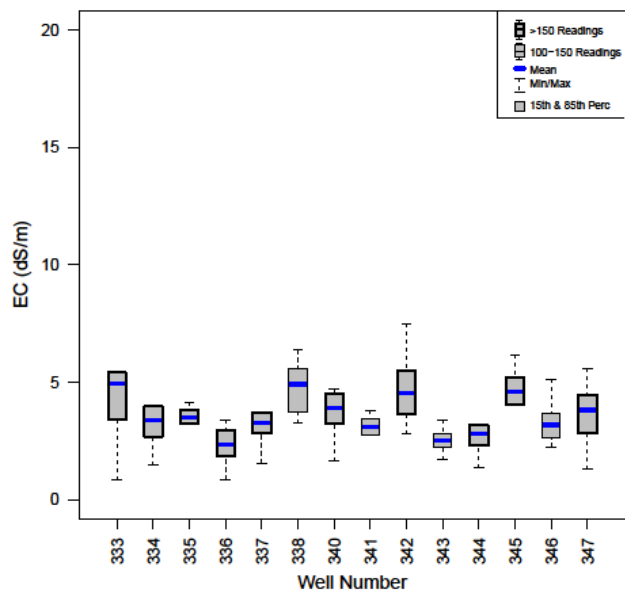 20
15
10
5
0
EC (dS/m)
>150 Readings
100-150 Readings
Mean
Min/Max
15th & 85th Perc
333 334 335 336 337 338 340 341 342 343 344 345 346 347
Well Number